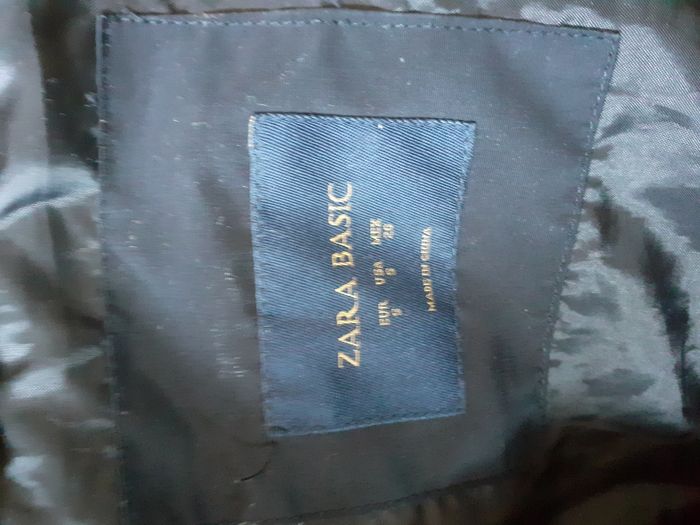 ZARA BASIC
EUR USA MEX
S S 26
MADE IN CHINA